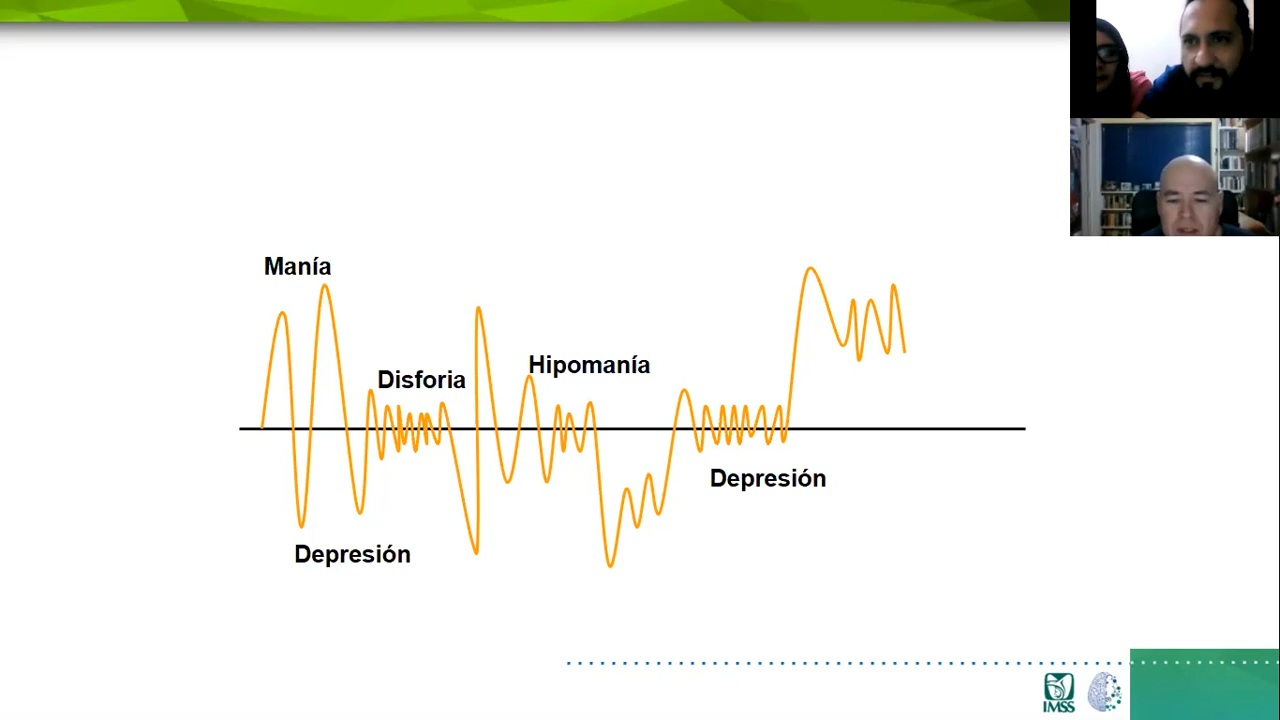 Manía
Hipomanía
Disforia
Depresión
Depresión
IMSS